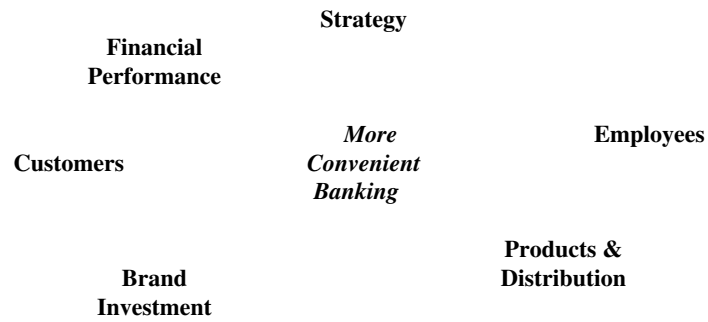 Strategy
Financial
Performance
More
Employees
Customers
Convenient
Banking
Products &
Brand
Distribution
Investment